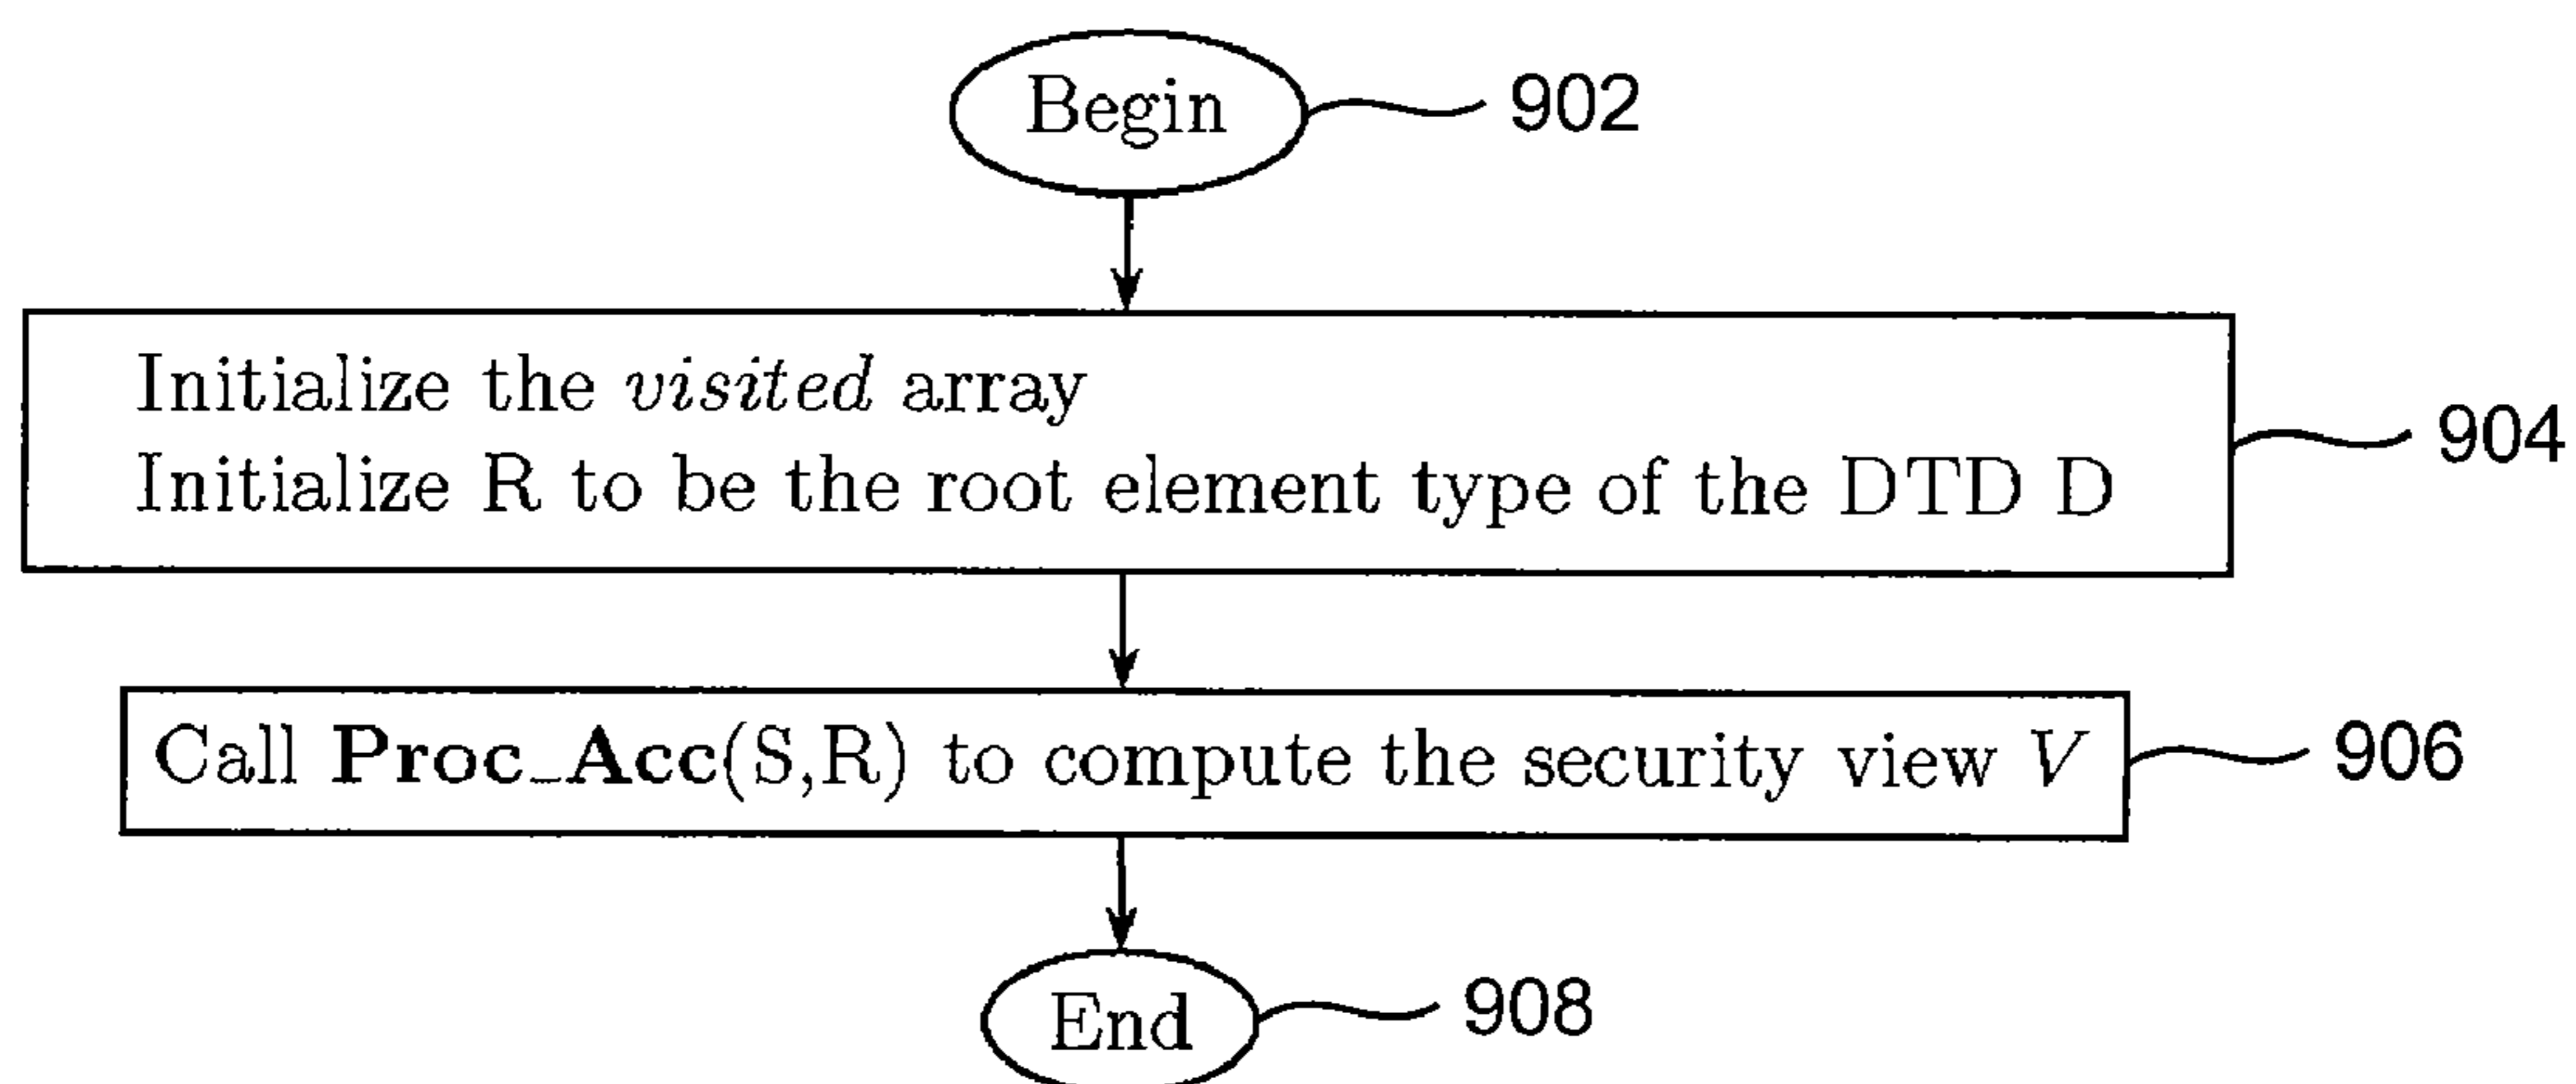 Begin 902
Initialize the visited array
Initialize R to be the root element type of the DTD D 904
Call Proc_Acc(S,R) to compute the security view V 906
End 908